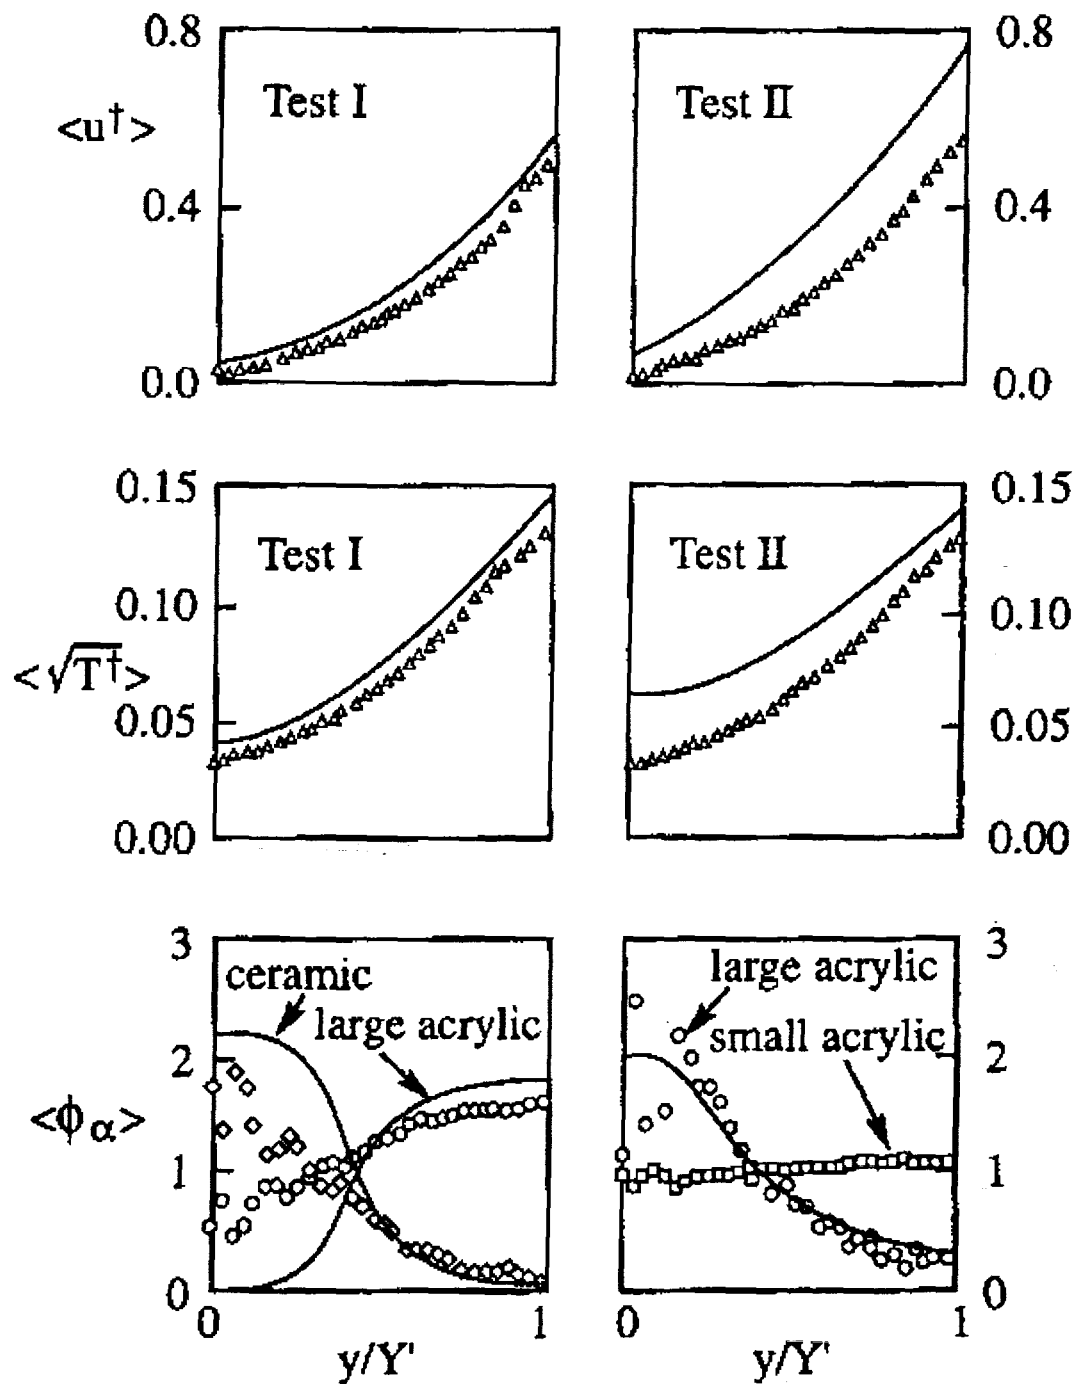 0.8 0.8
Test I Test II
<u†>
0.4 0.4
0.0 0.0
0.15 0.15
Test I Test II
0.10 0.10
<√T†>
0.05 0.05
0.00 0.00
3 3
ceramic large acrylic
large acrylic small acrylic
2 2
<ϕα>
1 1
0 0
0 1 0 1
y/Y' y/Y'